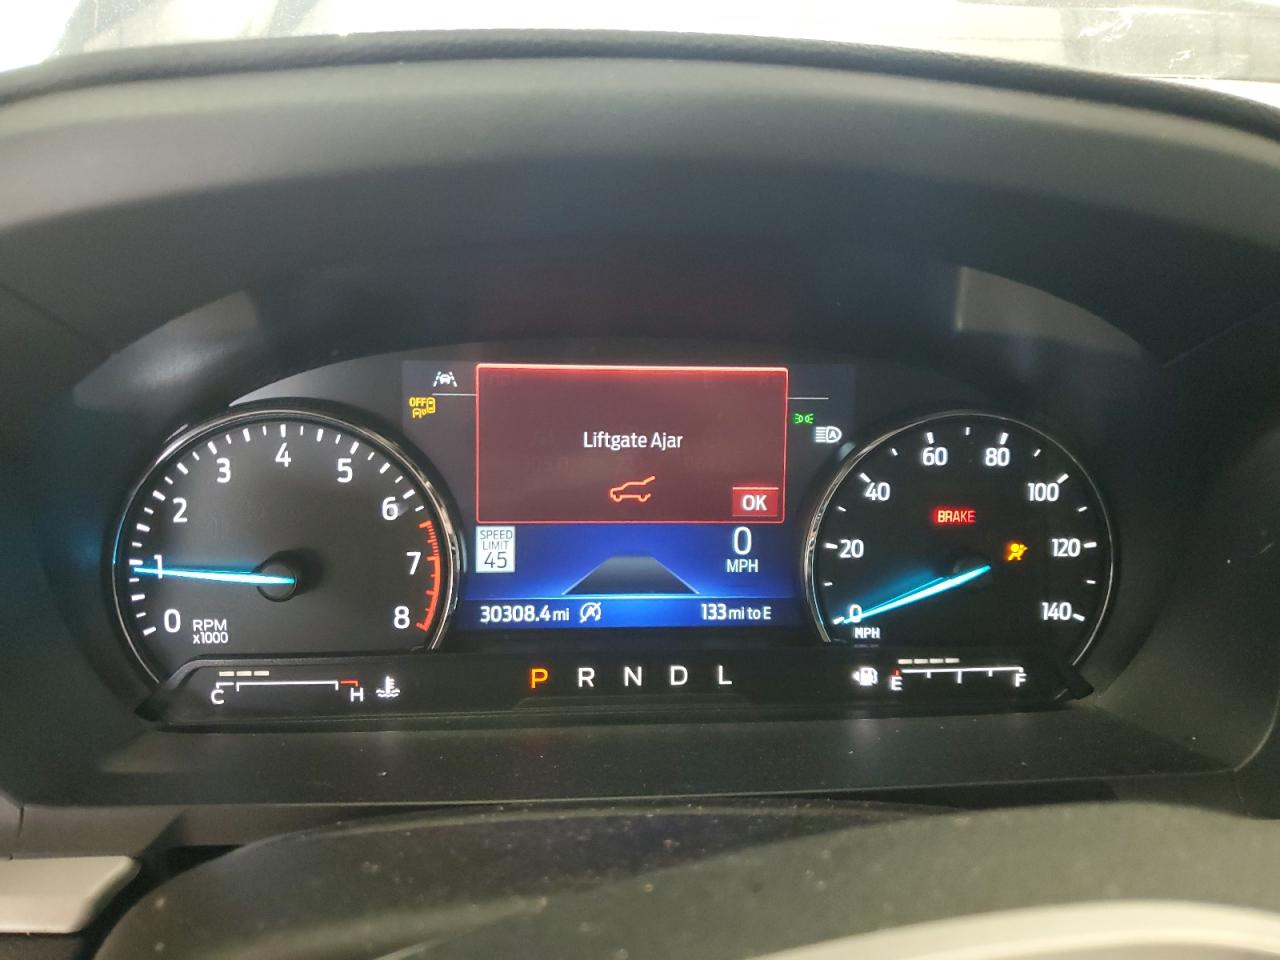 OFF
Liftgate Ajar
OK
A
SPEED
LIMIT
45
0
MPH
30308.4 mi
A
133 mi to E
0
1
2
3
4
5
6
7
8
RPM
x1000
0
20
40
60
80
100
120
140
MPH
BRAKE
C
H
P R N D L
E
F